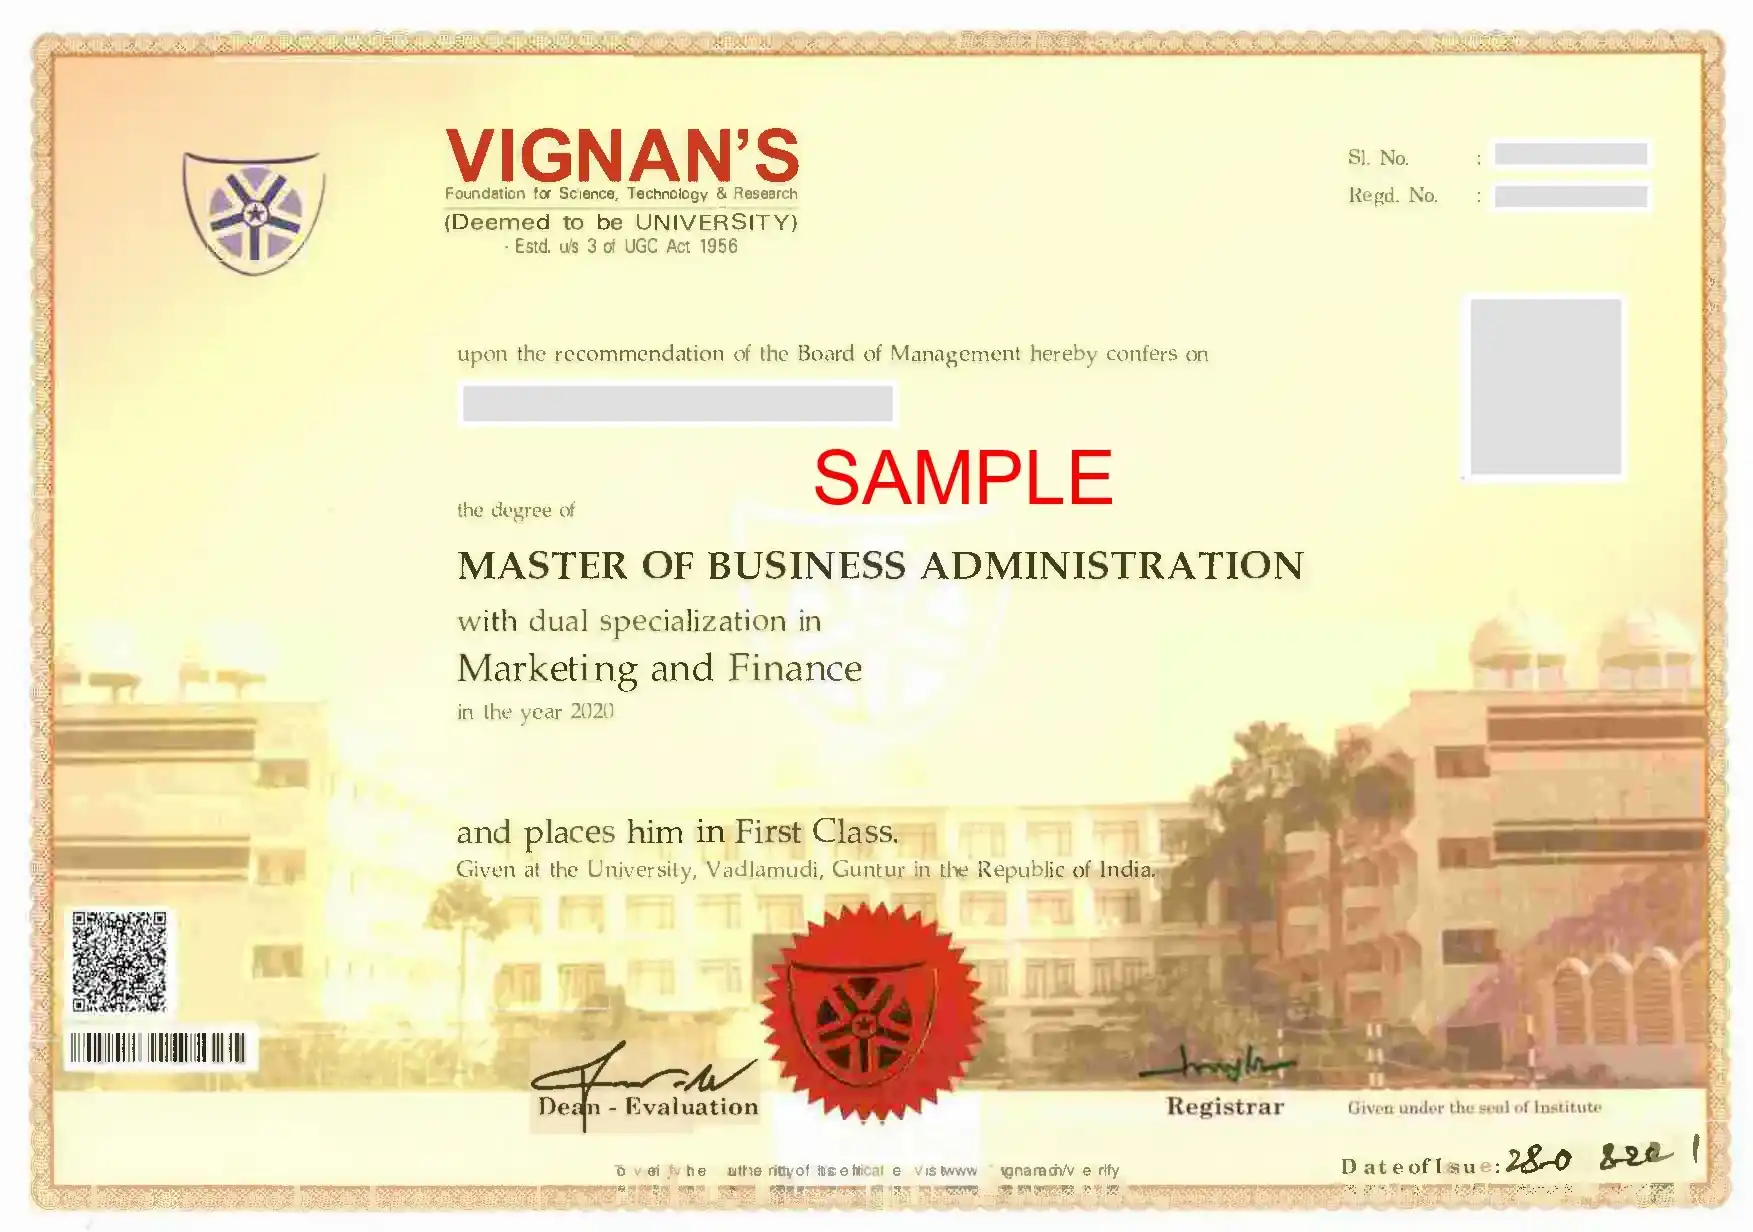 VIGNAN'S
Foundation for Science, Technology & Research
(Deemed to be UNIVERSITY)
- Estd. u/s 3 of UGC Act 1956
Sl. No. :
Regd. No. :
upon the recommendation of the Board of Management hereby confers on
SAMPLE
the degree of
MASTER OF BUSINESS ADMINISTRATION
with dual specialization in
Marketing and Finance
in the year 2020
and places him in First Class.
Given at the University, Vadlamudi, Guntur in the Republic of India.
Dean - Evaluation
Registrar
Given under the seal of Institute
Date of Issue: